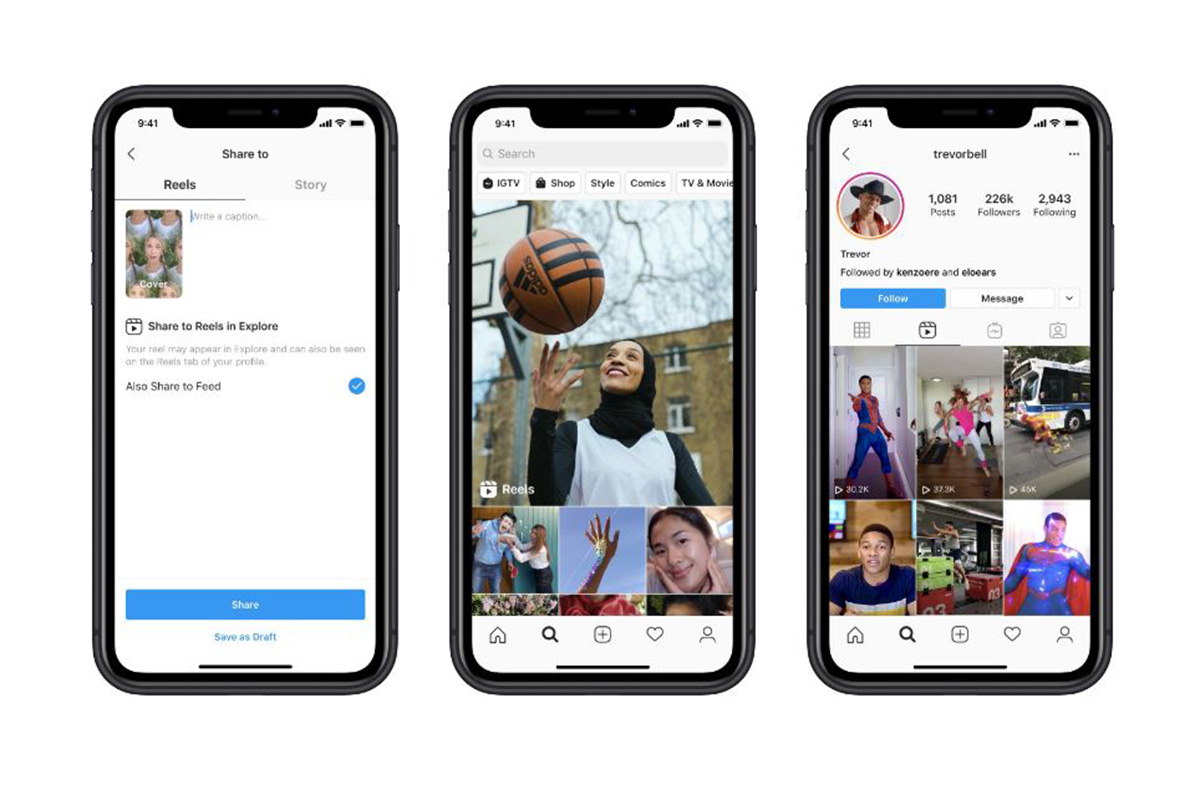 9:41
Share to
Reels
Story
Write a caption...
Cover
Share to Reels in Explore
Your reel may appear in Explore and can also be seen
on the Reels tab of your profile.
Also Share to Feed
Share
Save as Draft
9:41
Search
IGTV
Shop
Style
Comics
TV & Movie
adidas
Reels
9:41
trevorbell
1,081
226k
2,943
Posts
Followers
Following
Trevor
Followed by kenzoere and eloears
Follow
Message
30.2K
37.3K
45K
03
03